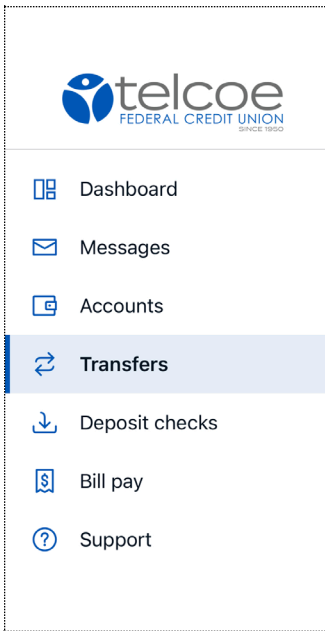 telcoe
FEDERAL CREDIT UNION
SINCE 1950
Dashboard
Messages
Accounts
Transfers
Deposit checks
$ Bill pay
? Support